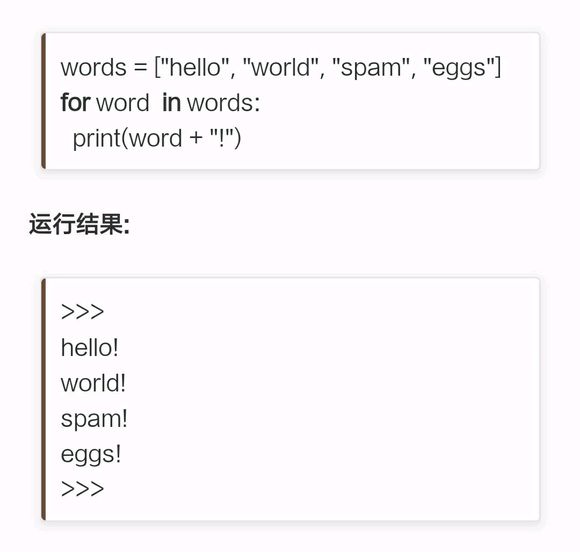 words = ["hello", "world", "spam", "eggs"]
for word  in words:
  print(word + "!")
运行结果:
>>>
hello!
world!
spam!
eggs!
>>>